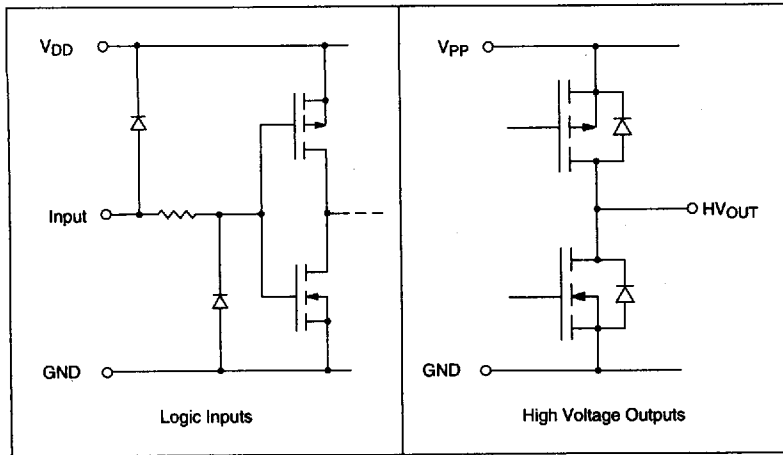 VDD
Input
GND
Logic Inputs
VPP
HVOUT
GND
High Voltage Outputs